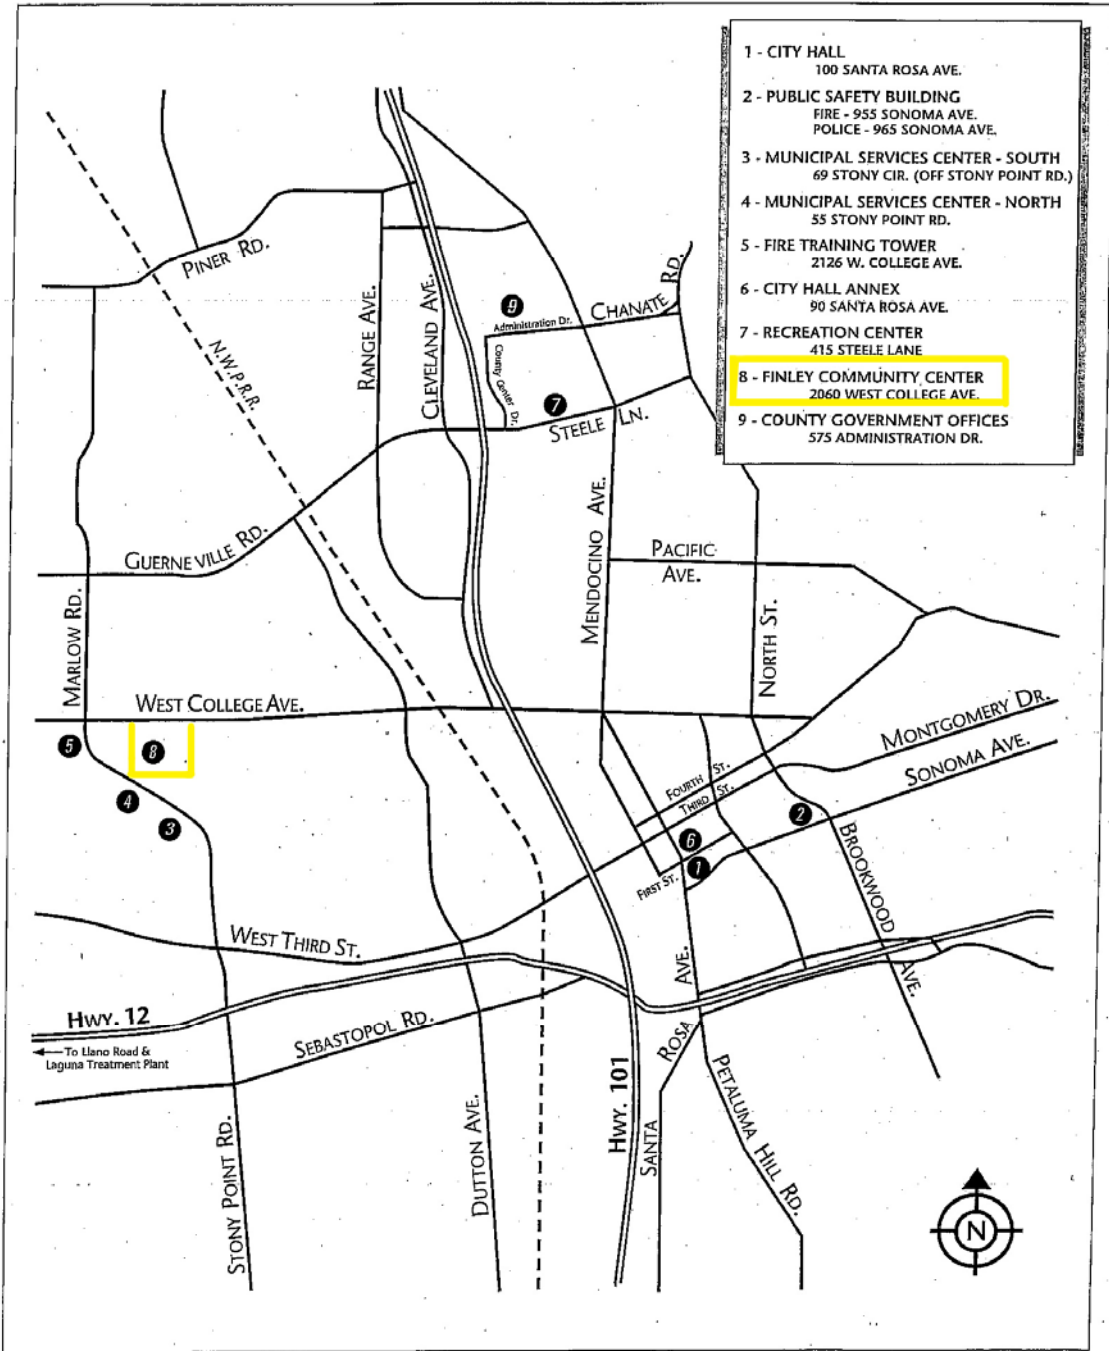 1 - CITY HALL
100 SANTA ROSA AVE.
2 - PUBLIC SAFETY BUILDING
FIRE - 955 SONOMA AVE.
POLICE - 965 SONOMA AVE.
3 - MUNICIPAL SERVICES CENTER - SOUTH
69 STONY CIR. (OFF STONY POINT RD.)
4 - MUNICIPAL SERVICES CENTER - NORTH
55 STONY POINT RD.
5 - FIRE TRAINING TOWER
2126 W. COLLEGE AVE.
6 - CITY HALL ANNEX
90 SANTA ROSA AVE.
7 - RECREATION CENTER
415 STEELE LANE
8 - FINLEY COMMUNITY CENTER
2060 WEST COLLEGE AVE.
9 - COUNTY GOVERNMENT OFFICES
575 ADMINISTRATION DR.
PINER RD.
N.W.P.R.R.
RANGE AVE.
CLEVELAND AVE.
9
Administration Dr.
CHANATE RD.
County Center Dr.
7
STEELE LN.
GUERNEVILLE RD.
MARLOW RD.
MENDOCINO AVE.
PACIFIC
AVE.
NORTH ST.
WEST COLLEGE AVE.
5
8
4
3
MONTGOMERY DR.
SONOMA AVE.
FOURTH ST.
THIRD ST.
2
6
1
FIRST ST.
BROOKWOOD AVE.
WEST THIRD ST.
HWY. 12
To Llano Road &
Laguna Treatment Plant
SEBASTOPOL RD.
STONY POINT RD.
DUTTON AVE.
HWY. 101
SANTA ROSA AVE.
PETALUMA HILL RD.
N